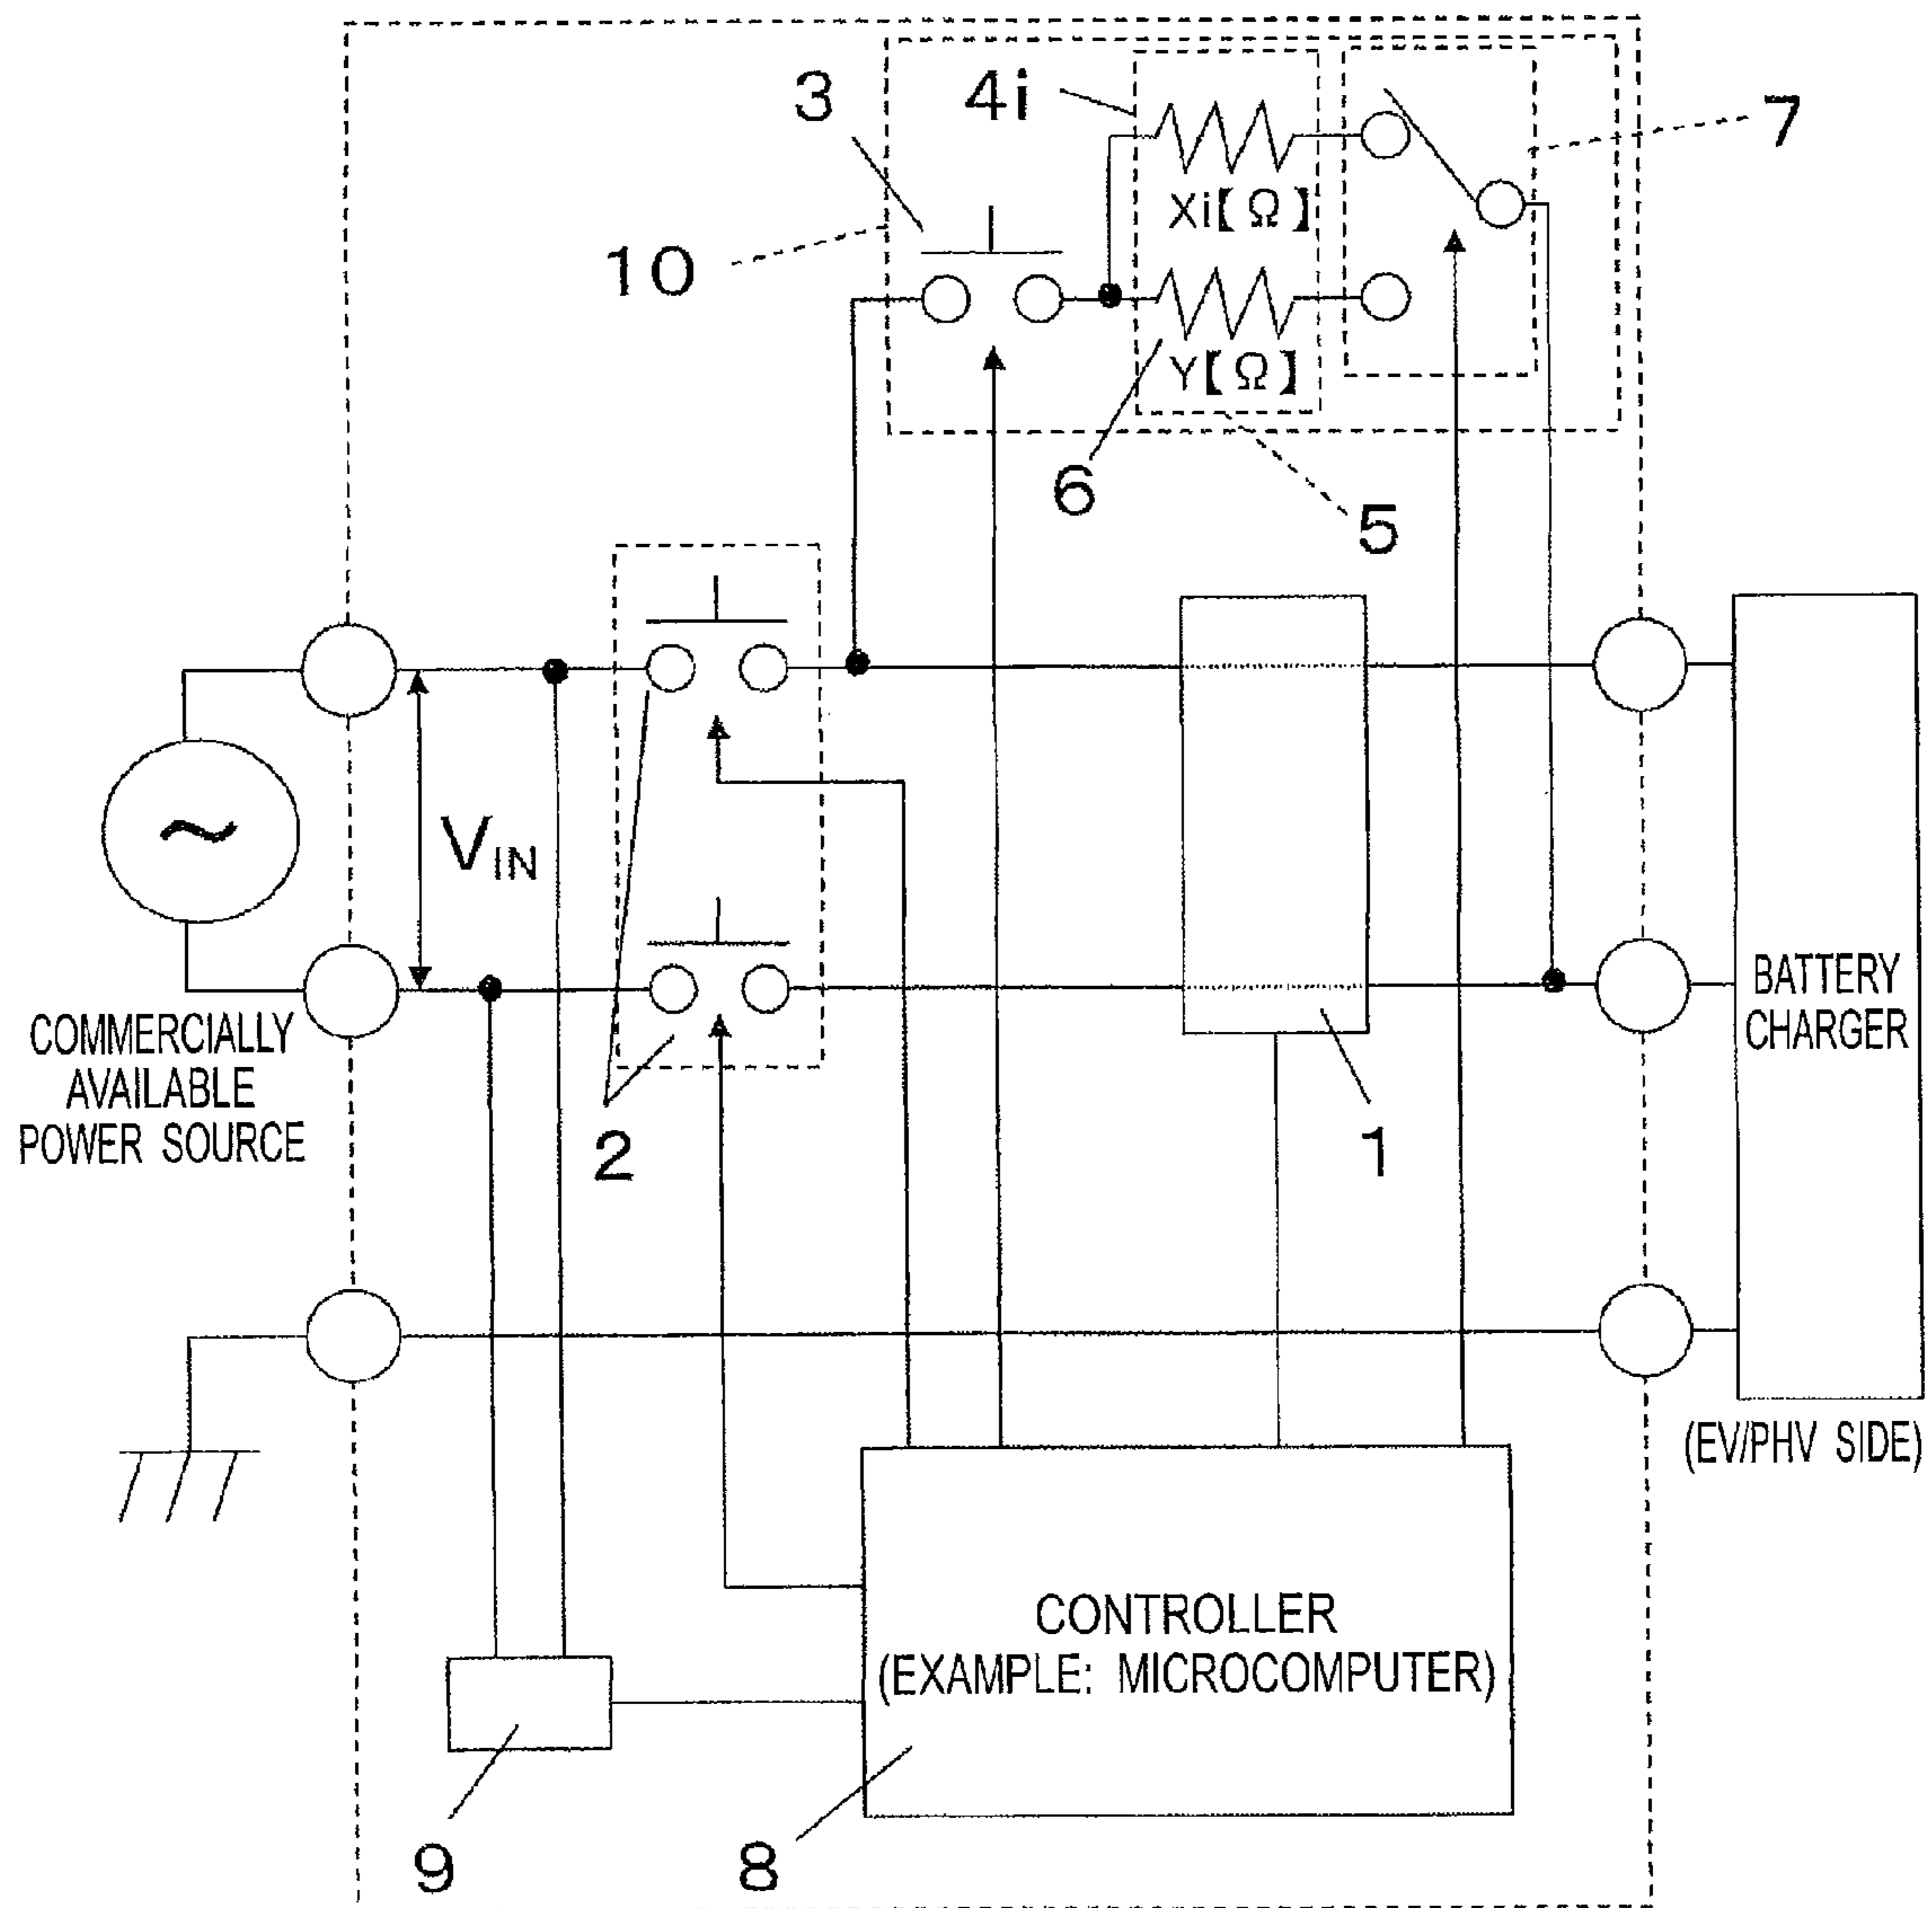 3
4i
7
Xi【Ω】
10
Y【Ω】
6
5
VIN
COMMERCIALLY
AVAILABLE
POWER SOURCE
BATTERY
CHARGER
2
1
(EV/PHV SIDE)
CONTROLLER
(EXAMPLE: MICROCOMPUTER)
9
8